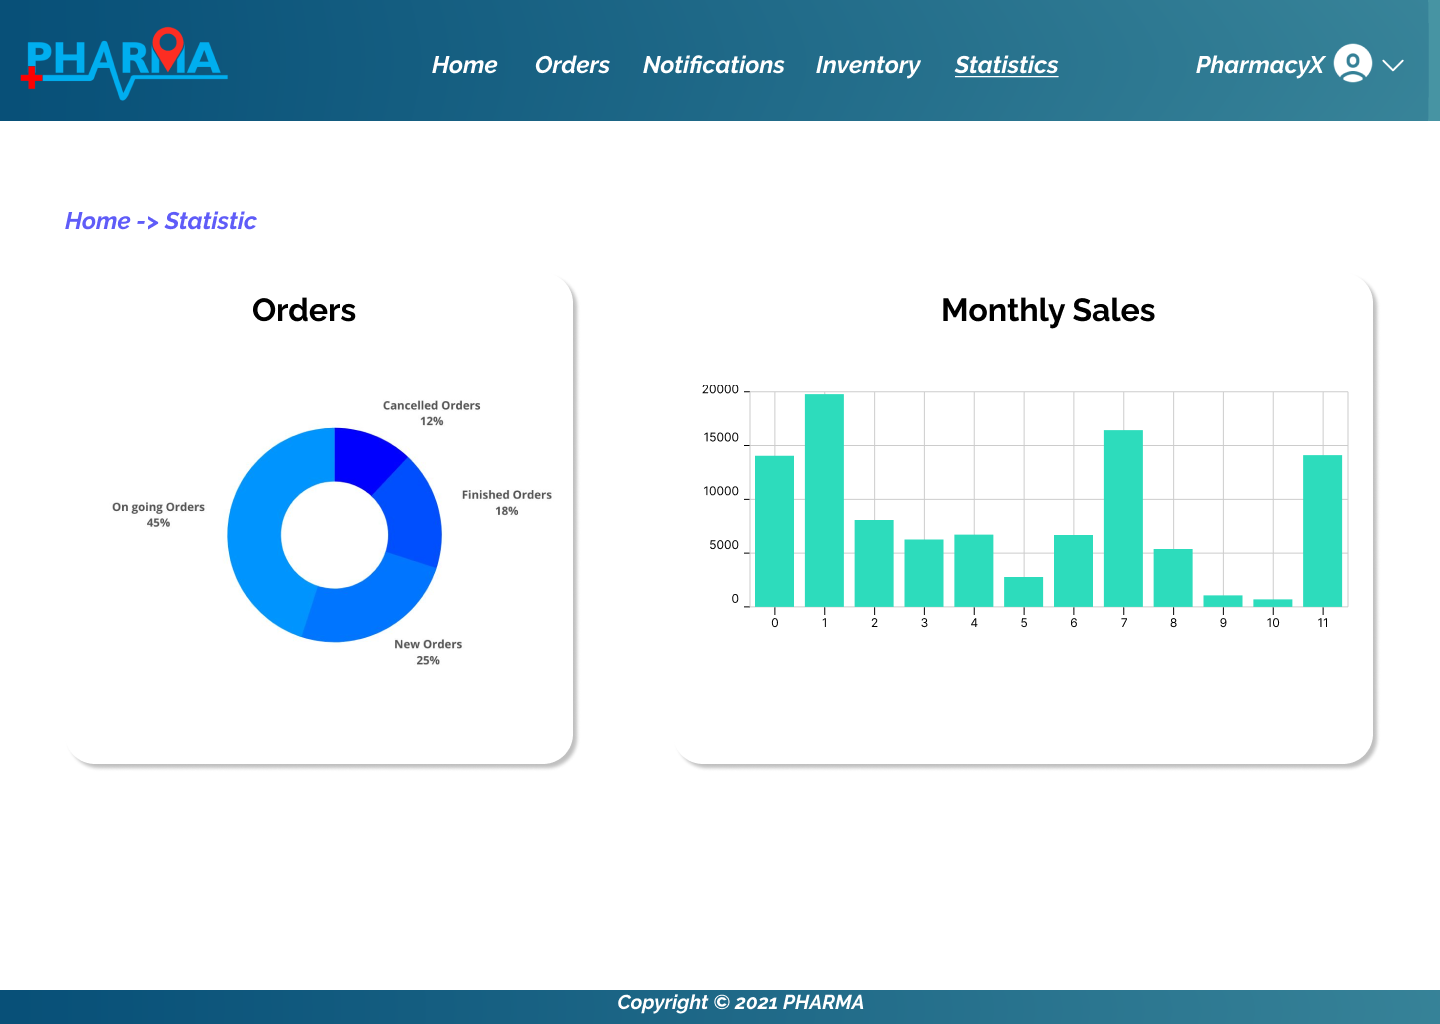 PHARMA
Home Orders Notifications Inventory Statistics PharmacyX
Home -> Statistic
Orders
Cancelled Orders
12%
Finished Orders
18%
On going Orders
45%
New Orders
25%
Monthly Sales
20000
15000
10000
5000
0
0 1 2 3 4 5 6 7 8 9 10 11
Copyright © 2021 PHARMA